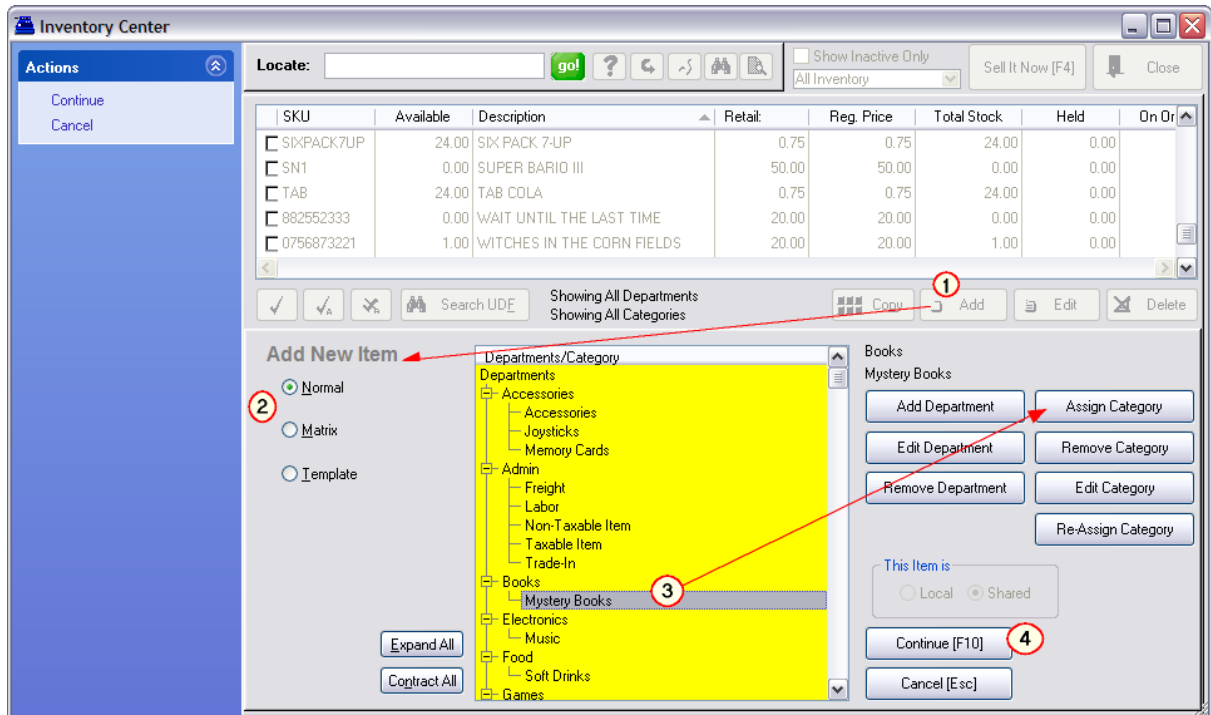 Inventory Center
Actions
Continue
Cancel
Locate: go! ? Show Inactive Only
All Inventory
Sell It Now [F4] Close
SKU Available Description Retail: Reg. Price Total Stock Held On Or
SIXPACK7UP 24.00 SIX PACK 7-UP 0.75 0.75 24.00 0.00
SN1 0.00 SUPER BARIO III 50.00 50.00 0.00 0.00
TAB 24.00 TAB COLA 0.75 0.75 24.00 0.00
882552333 0.00 WAIT UNTIL THE LAST TIME 20.00 20.00 0.00 0.00
0756873221 1.00 WITCHES IN THE CORN FIELDS 20.00 20.00 1.00 0.00
1
Search UDF Showing All Departments
Showing All Categories
Copy Add Edit Delete
Add New Item
2
Normal
Matrix
Template
Expand All
Contract All
Departments/Category
Departments
Accessories
Accessories
Joysticks
Memory Cards
Admin
Freight
Labor
Non-Taxable Item
Taxable Item
Trade-In
Books
Mystery Books
3
Electronics
Music
Food
Soft Drinks
Games
Books
Mystery Books
Add Department Assign Category
Edit Department Remove Category
Remove Department Edit Category
Re-Assign Category
This Item is
Local Shared
Continue [F10] 4
Cancel [Esc]